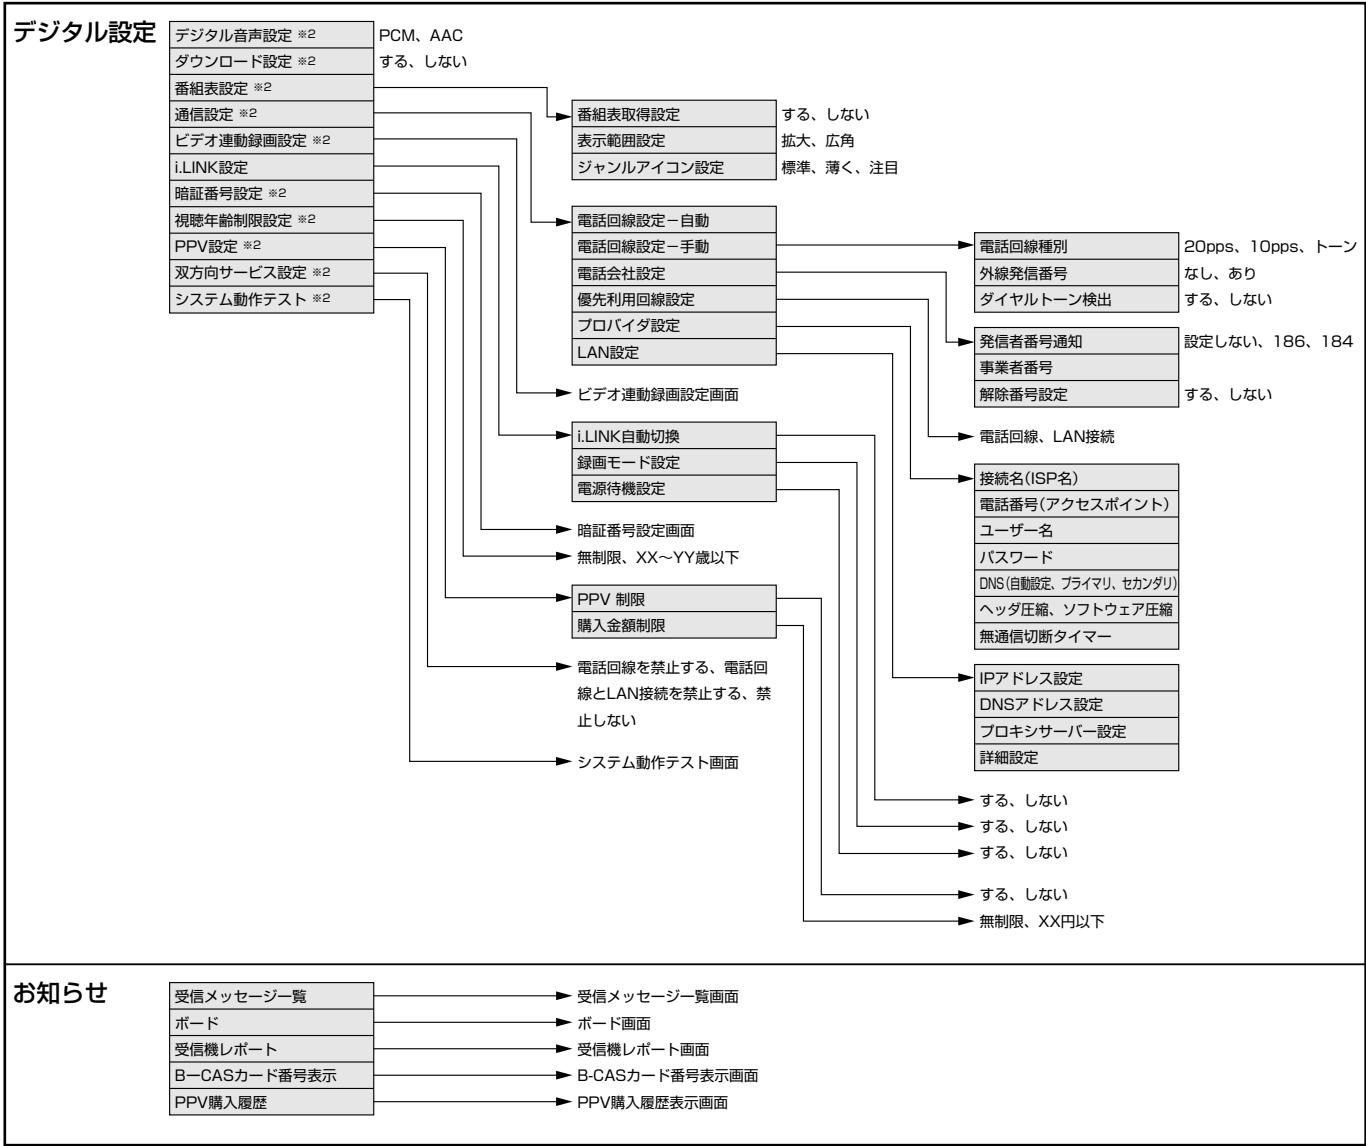 デジタル設定
デジタル音声設定 ※2
PCM、AAC
ダウンロード設定 ※2
する、しない
番組表設定 ※2
通信設定 ※2
ビデオ連動録画設定 ※2
i.LINK設定
暗証番号設定 ※2
視聴年齢制限設定 ※2
PPV設定 ※2
双方向サービス設定 ※2
システム動作テスト ※2
番組表取得設定
する、しない
表示範囲設定
拡大、広角
ジャンルアイコン設定
標準、薄く、注目
電話回線設定－自動
電話回線設定－手動
電話会社設定
優先利用回線設定
プロバイダ設定
LAN設定
ビデオ連動録画設定画面
i.LINK自動切換
録画モード設定
電源待機設定
暗証番号設定画面
無制限、XX～YY歳以下
PPV 制限
購入金額制限
電話回線を禁止する、電話回
線とLAN接続を禁止する、禁
止しない
システム動作テスト画面
電話回線種別
20pps、10pps、トーン
外線発信番号
なし、あり
ダイヤルトーン検出
する、しない
発信者番号通知
設定しない、186、184
事業者番号
解除番号設定
する、しない
電話回線、LAN接続
接続名(ISP名)
電話番号(アクセスポイント)
ユーザー名
パスワード
DNS(自動設定、プライマリ、セカンダリ)
ヘッダ圧縮、ソフトウェア圧縮
無通信切断タイマー
IPアドレス設定
DNSアドレス設定
プロキシサーバー設定
詳細設定
する、しない
する、しない
する、しない
する、しない
無制限、XX円以下
お知らせ
受信メッセージ一覧
受信メッセージ一覧画面
ボード
ボード画面
受信機レポート
受信機レポート画面
BーCASカード番号表示
B-CASカード番号表示画面
PPV購入履歴
PPV購入履歴表示画面